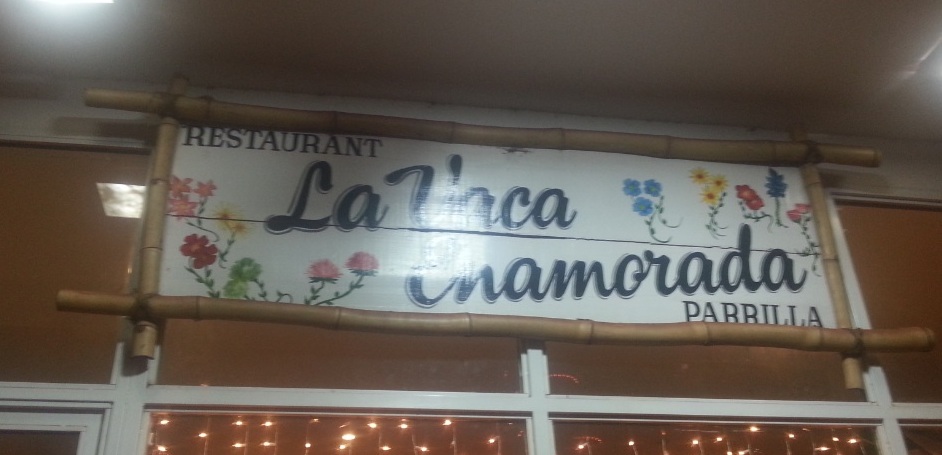 RESTAURANT
La Vaca
Enamorada
PARRILLA